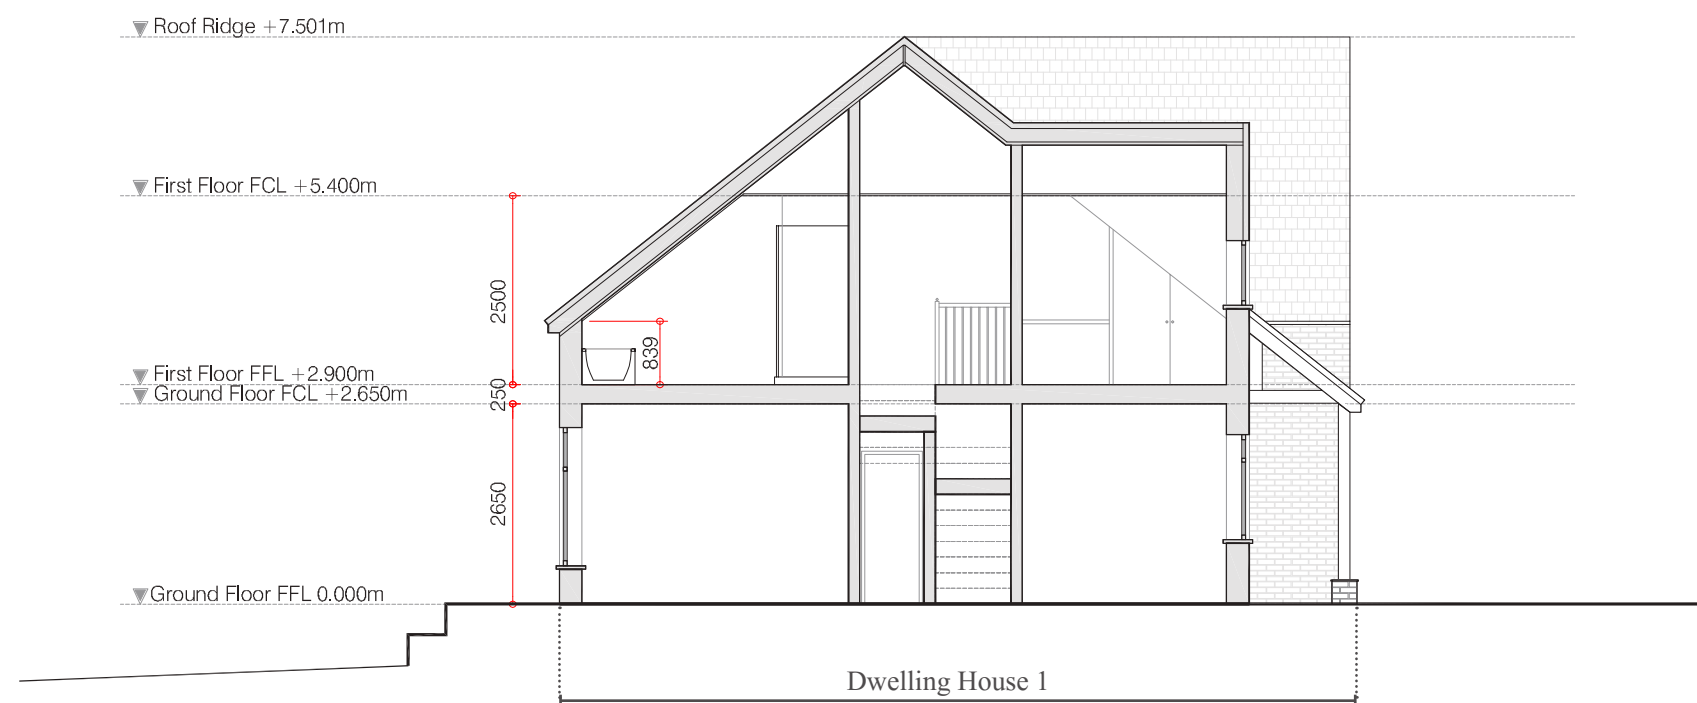 Roof Ridge +7.501m
First Floor FCL +5.400m
2500
839
First Floor FFL +2.900m
250
Ground Floor FCL +2.650m
2650
Ground Floor FFL 0.000m
Dwelling House 1